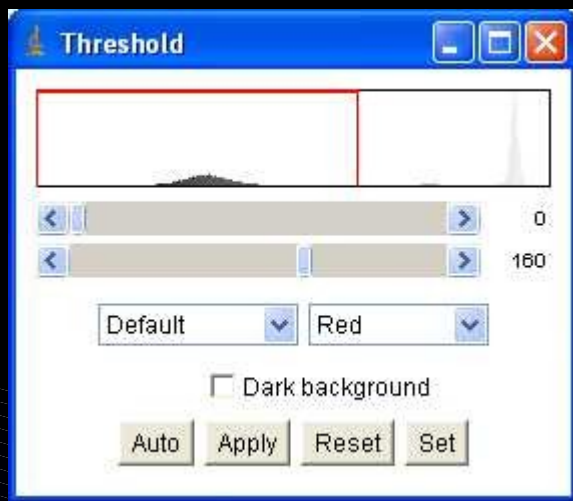 Threshold
0
160
Default Red
Dark background
Auto Apply Reset Set